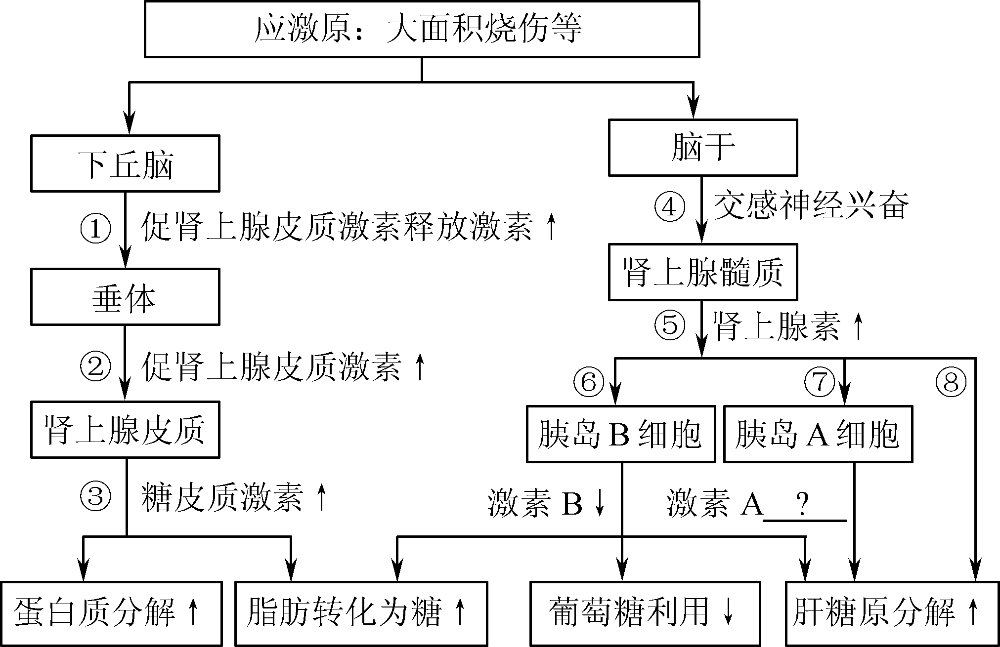 应激原：大面积烧伤等
下丘脑
脑干
① 促肾上腺皮质激素释放激素↑
④ 交感神经兴奋
垂体
肾上腺髓质
② 促肾上腺皮质激素↑
⑤ 肾上腺素↑
⑥ ⑦ ⑧
肾上腺皮质
胰岛B细胞
胰岛A细胞
③ 糖皮质激素↑
激素B↓
激素A ?
蛋白质分解↑
脂肪转化为糖↑
葡萄糖利用↓
肝糖原分解↑